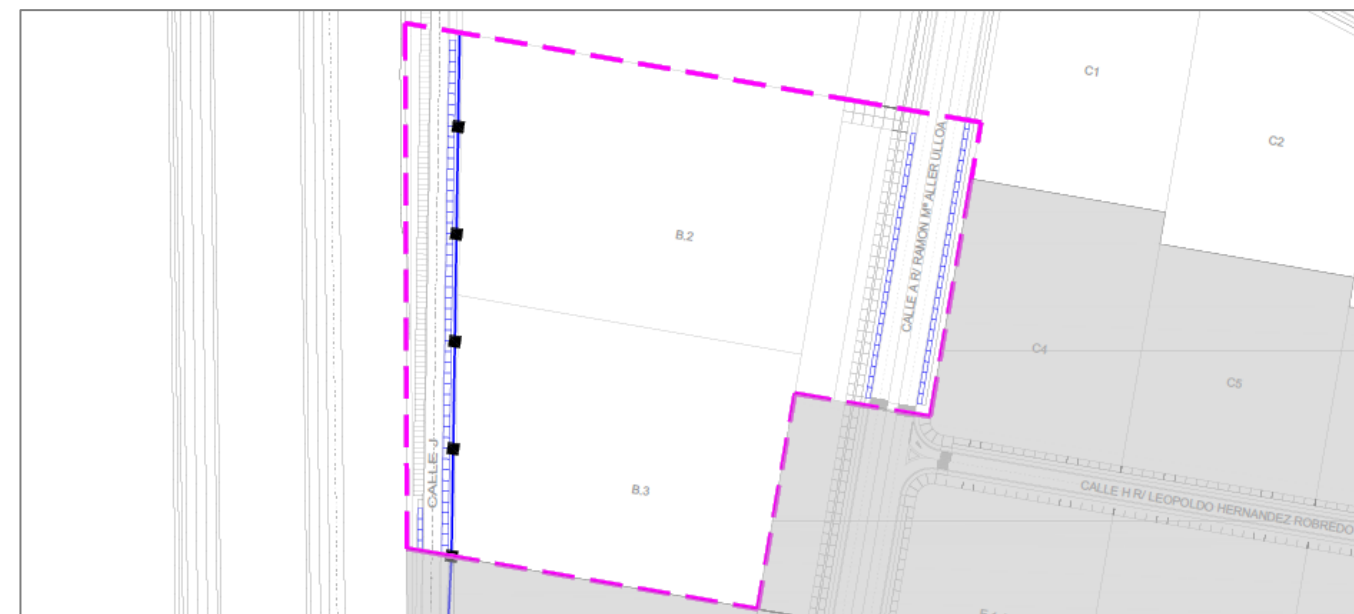 C1
C2
B.2
CALLE A R/ RAMON Mª ALLER ULLOA
C4
C5
CALLE J
B.3
CALLE H R/ LEOPOLDO HERNANDEZ ROBREDO